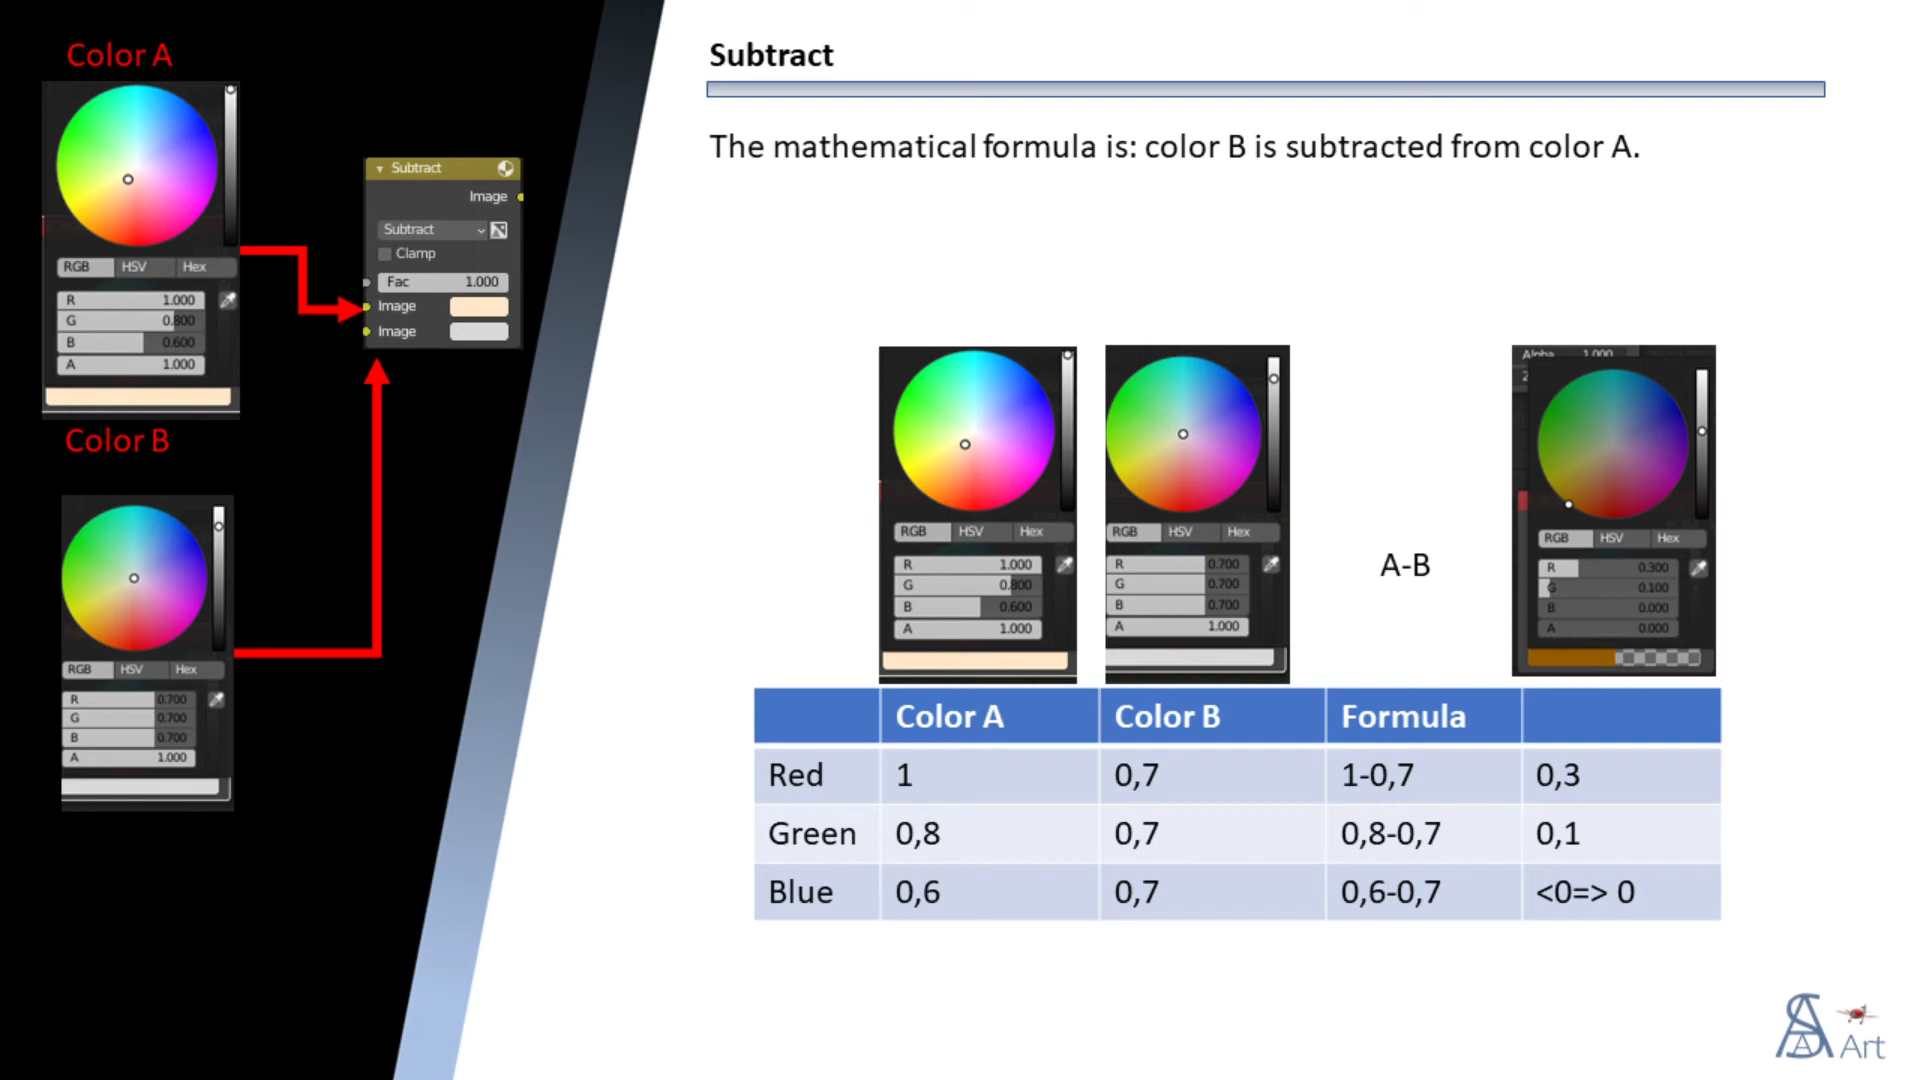 Color A
RGB HSV Hex
R 1.000
G 0.800
B 0.600
A 1.000
Color B
RGB HSV Hex
R 0.700
G 0.700
B 0.700
A 1.000
Subtract
Image
Subtract
Clamp
Fac 1.000
Image
Image
Subtract
The mathematical formula is: color B is subtracted from color A.
RGB HSV Hex
R 1.000
G 0.800
B 0.600
A 1.000
RGB HSV Hex
R 0.700
G 0.700
B 0.700
A 1.000
A-B
Alpha 1.000
2
RGB HSV Hex
R 0.300
G 0.100
B 0.000
A 0.000
Color A Color B Formula
Red 1 0,7 1-0,7 0,3
Green 0,8 0,7 0,8-0,7 0,1
Blue 0,6 0,7 0,6-0,7 <0=> 0
SAA Art